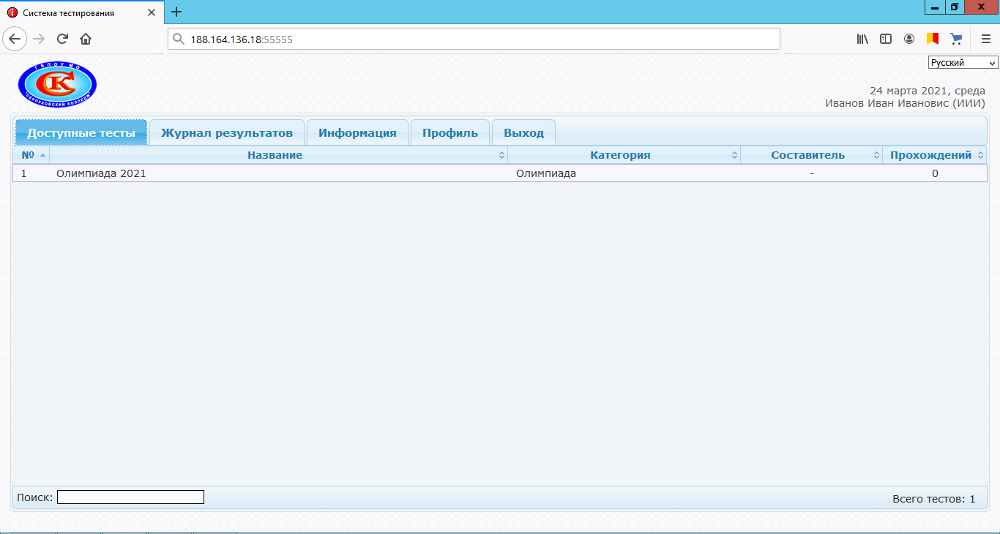 Система тестирования
188.164.136.18:55555
ГБПОУ МО
СК
"СЕРПУХОВСКИЙ КОЛЛЕДЖ"
Русский
24 марта 2021, среда
Иванов Иван Ивановис (ИИИ)
Доступные тесты Журнал результатов Информация Профиль Выход
№ Название Категория Составитель Прохождений
1 Олимпиада 2021 Олимпиада - 0
Поиск: Всего тестов: 1